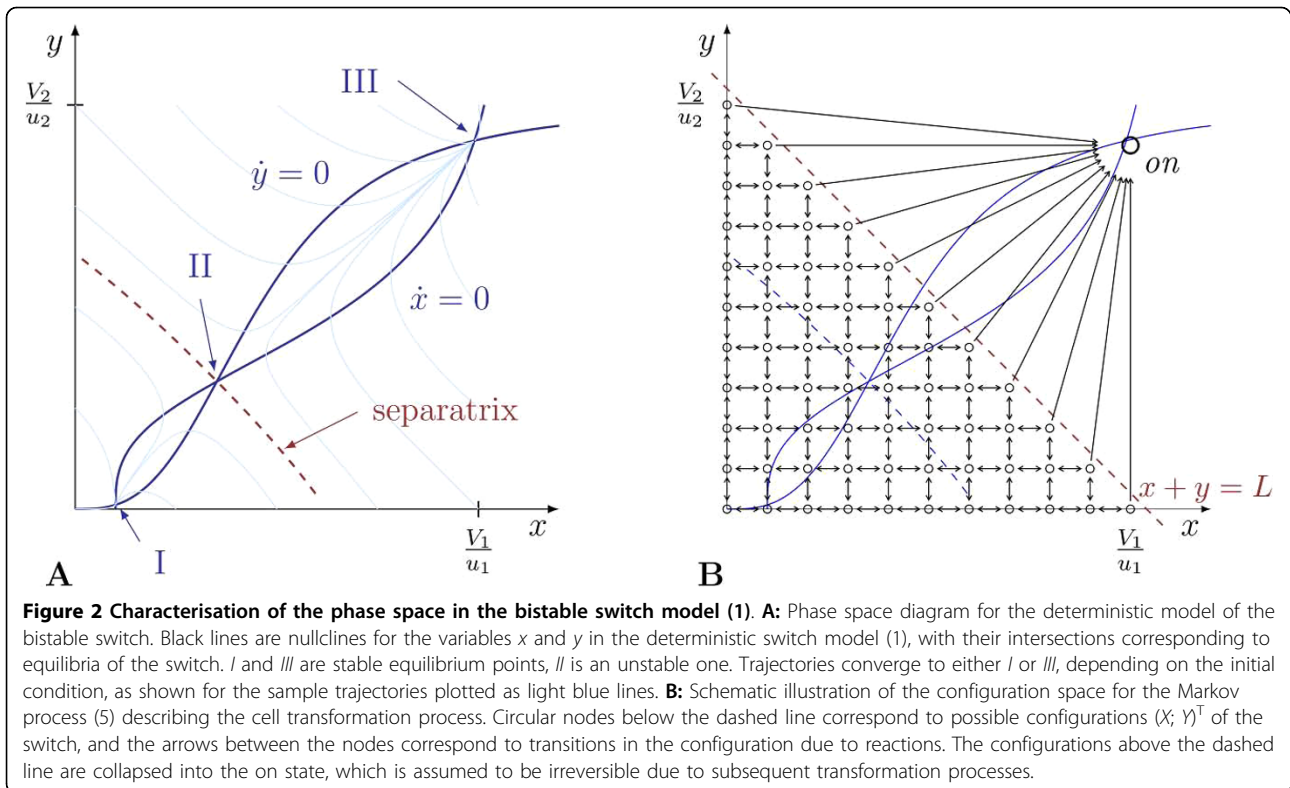 y
V₂
u₂
III
ẏ = 0
II
ẋ = 0
separatrix
I
V₁
u₁
x
A
y
V₂
u₂
on
x + y = L
x
V₁
u₁
B
Figure 2 Characterisation of the phase space in the bistable switch model (1). A: Phase space diagram for the deterministic model of the
bistable switch. Black lines are nullclines for the variables x and y in the deterministic switch model (1), with their intersections corresponding to
equilibria of the switch. I and III are stable equilibrium points, II is an unstable one. Trajectories converge to either I or III, depending on the initial
condition, as shown for the sample trajectories plotted as light blue lines. B: Schematic illustration of the configuration space for the Markov
process (5) describing the cell transformation process. Circular nodes below the dashed line correspond to possible configurations (X; Y)ᵀ of the
switch, and the arrows between the nodes correspond to transitions in the configuration due to reactions. The configurations above the dashed
line are collapsed into the on state, which is assumed to be irreversible due to subsequent transformation processes.